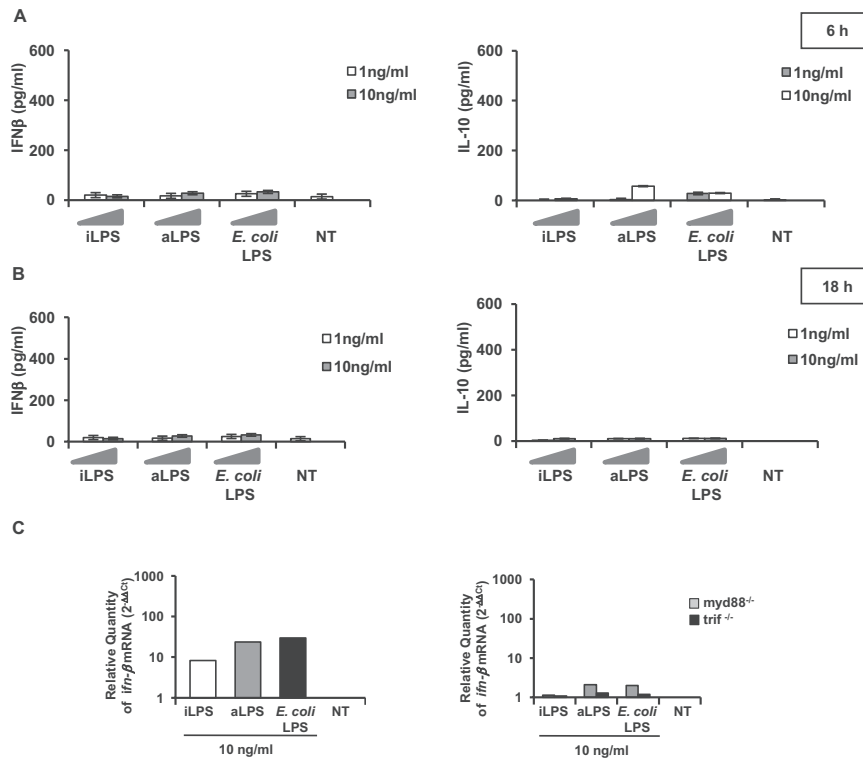 A
6 h
IFNβ (pg/ml)
600
400
200
0
1ng/ml
10ng/ml
iLPS aLPS E. coli NT
LPS
IL-10 (pg/ml)
600
400
200
0
1ng/ml
10ng/ml
iLPS aLPS E. coli NT
LPS
B
18 h
IFNβ (pg/ml)
600
400
200
0
1ng/ml
10ng/ml
iLPS aLPS E. coli NT
LPS
IL-10 (pg/ml)
600
400
200
0
1ng/ml
10ng/ml
iLPS aLPS E. coli NT
LPS
C
Relative Quantity
of ifn-β mRNA (2-ΔΔCt)
1000
100
10
1
iLPS aLPS E. coli NT
LPS
10 ng/ml
Relative Quantity
of ifn-β mRNA (2-ΔΔCt)
1000
100
10
1
myd88-/-
trif -/-
iLPS aLPS E. coli NT
LPS
10 ng/ml